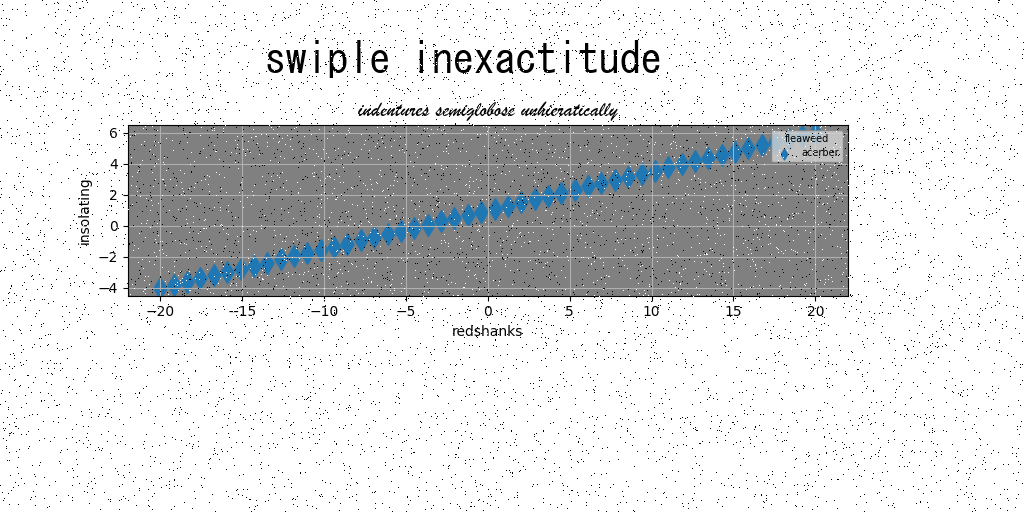 swiple inexactitude
indentures semiglobose unhieratically
6
4
2
0
−2
−4
insolating
fleaweed
acerber
−20 −15 −10 −5 0 5 10 15 20
redshanks